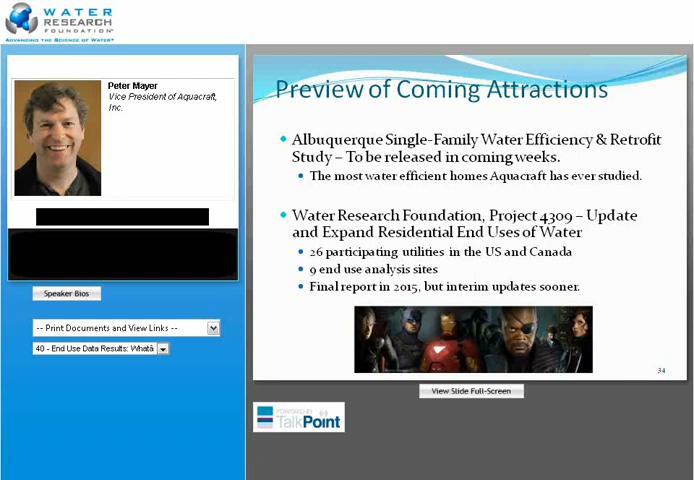 WATER
RESEARCH
FOUNDATION®
ADVANCING THE SCIENCE OF WATER®
Peter Mayer
Vice President of Aquacraft,
Inc.
Speaker Bios
-- Print Documents and View Links --
40 - End Use Data Results: Whatâ
Preview of Coming Attractions
• Albuquerque Single-Family Water Efficiency & Retrofit
Study – To be released in coming weeks.
• The most water efficient homes Aquacraft has ever studied.
• Water Research Foundation, Project 4309 – Update
and Expand Residential End Uses of Water
• 26 participating utilities in the US and Canada
• 9 end use analysis sites
• Final report in 2015, but interim updates sooner.
34
View Slide Full-Screen
POWERED BY
TalkPoint